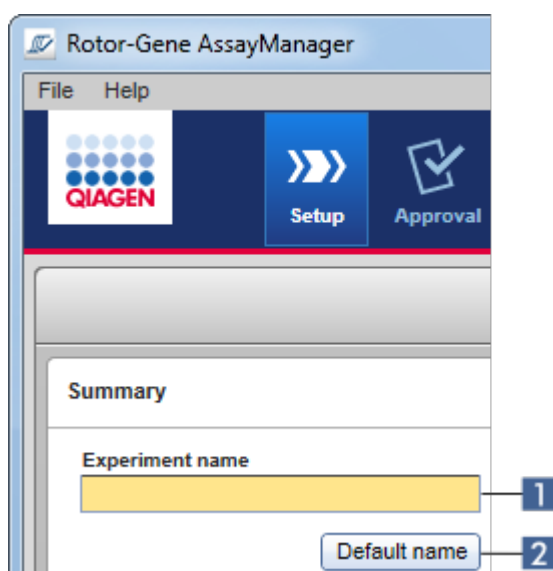 Rotor-Gene AssayManager
File Help
QIAGEN
Setup
Approval
Summary
Experiment name
1
Default name
2